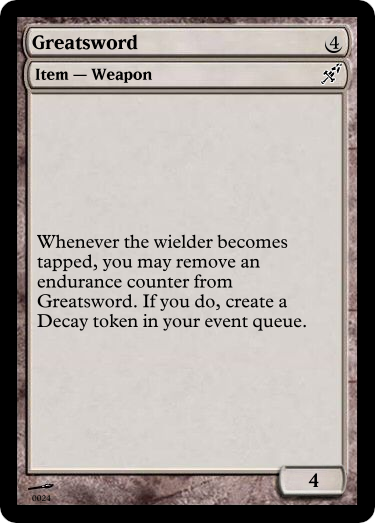 Greatsword 4
Item — Weapon
Whenever the wielder becomes
tapped, you may remove an
endurance counter from
Greatsword. If you do, create a
Decay token in your event queue.
4
0024